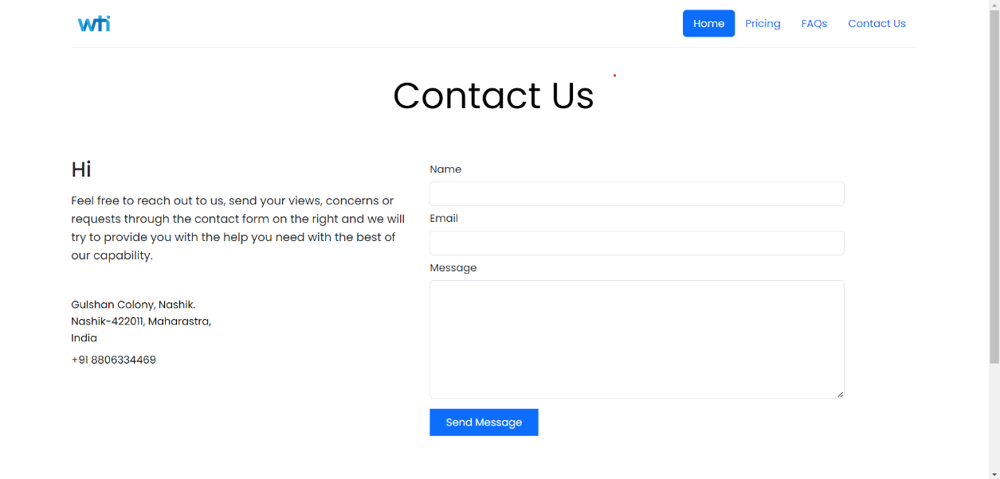 wti
Home
Pricing
FAQs
Contact Us
Contact Us
Hi
Feel free to reach out to us, send your views, concerns or
requests through the contact form on the right and we will
try to provide you with the help you need with the best of
our capability.
Gulshan Colony, Nashik.
Nashik-422011, Maharastra,
India
+91 8806334469
Name
Email
Message
Send Message